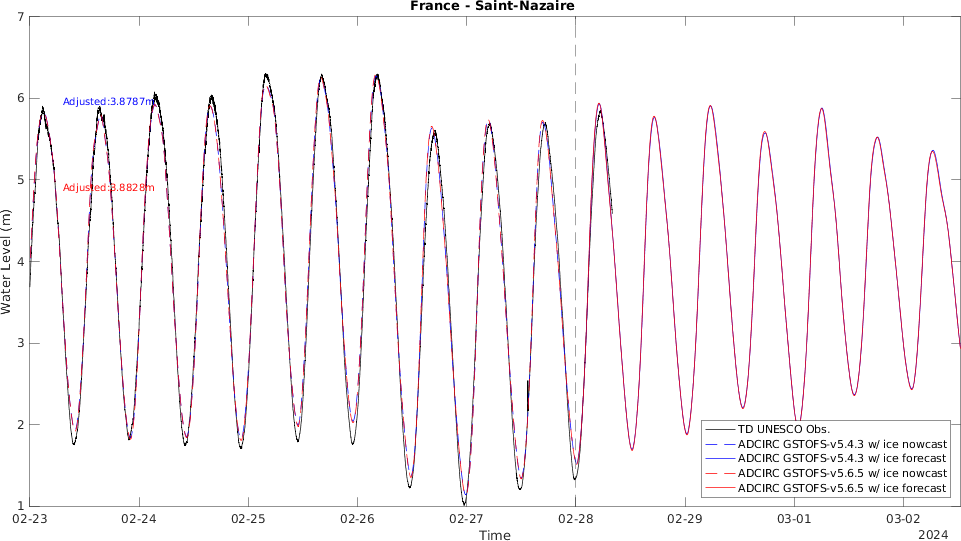 France - Saint-Nazaire
7
6
5
4
3
2
1
Water Level (m)
Adjusted:3.8787m
Adjusted:3.8828m
TD UNESCO Obs.
ADCIRC GSTOFS-v5.4.3 w/ ice nowcast
ADCIRC GSTOFS-v5.4.3 w/ ice forecast
ADCIRC GSTOFS-v5.6.5 w/ ice nowcast
ADCIRC GSTOFS-v5.6.5 w/ ice forecast
02-23 02-24 02-25 02-26 02-27 02-28 02-29 03-01 03-02
Time
2024